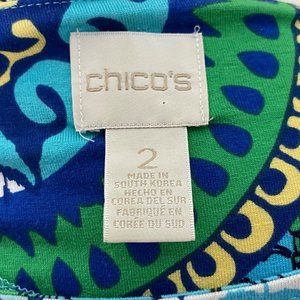 chico's
2
MADE IN
SOUTH KOREA
HECHO EN
COREA DEL SUR
FABRIQUÉ EN
CORÉE DU SUD